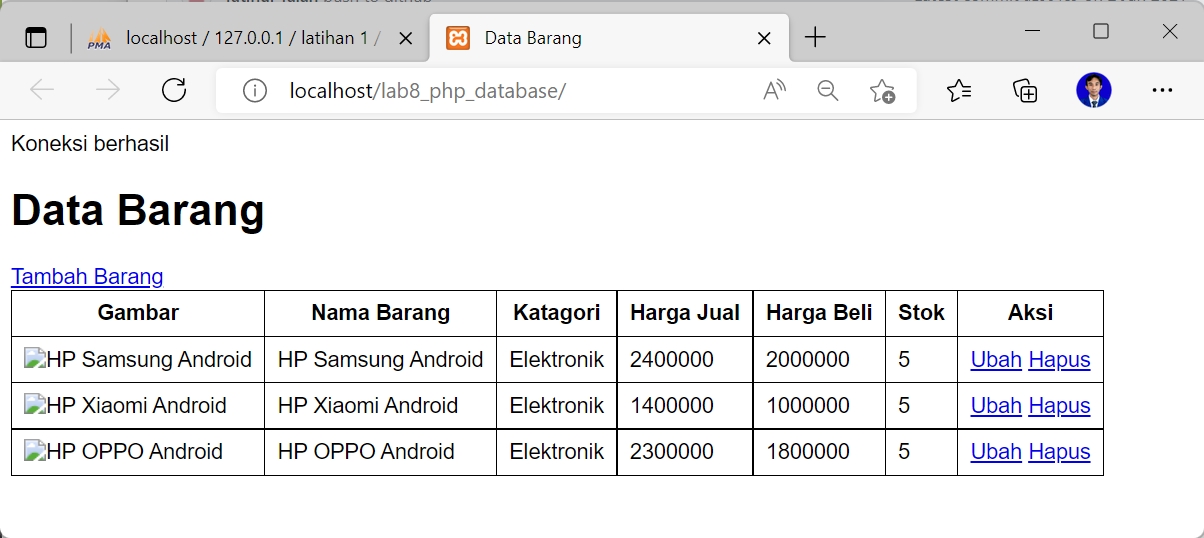 PMA localhost / 127.0.0.1 / latihan 1 / Data Barang
localhost/lab8_php_database/
Koneksi berhasil
Data Barang
Tambah Barang
Gambar Nama Barang Katagori Harga Jual Harga Beli Stok Aksi
HP Samsung Android HP Samsung Android Elektronik 2400000 2000000 5 Ubah Hapus
HP Xiaomi Android HP Xiaomi Android Elektronik 1400000 1000000 5 Ubah Hapus
HP OPPO Android HP OPPO Android Elektronik 2300000 1800000 5 Ubah Hapus